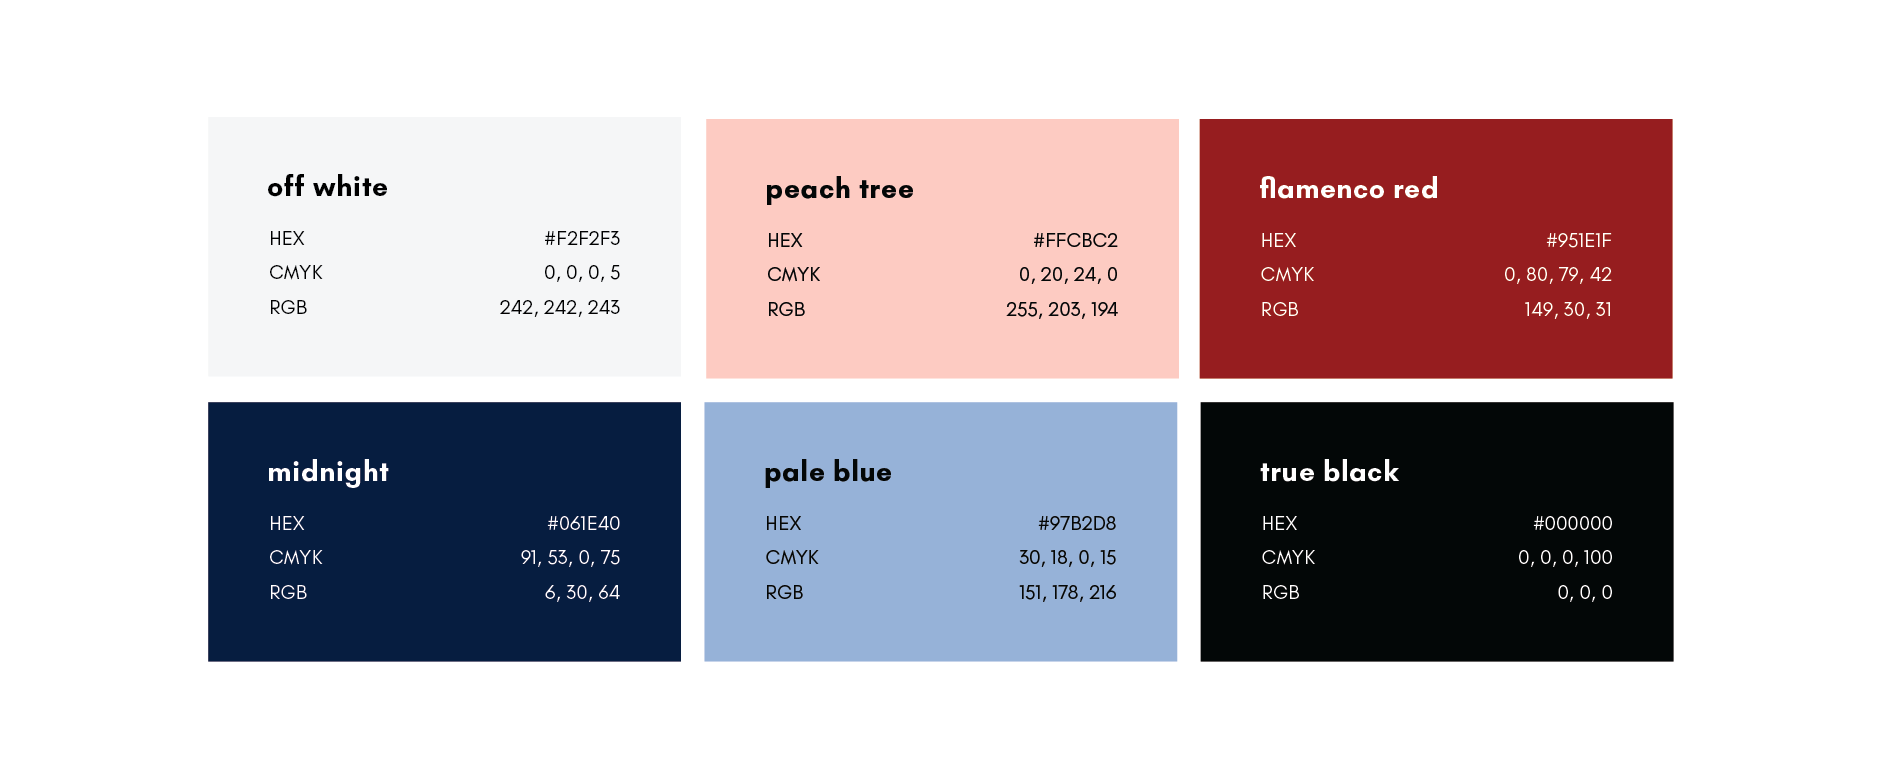 off white
HEX #F2F2F3
CMYK 0, 0, 0, 5
RGB 242, 242, 243
peach tree
HEX #FFCBC2
CMYK 0, 20, 24, 0
RGB 255, 203, 194
flamenco red
HEX #951E1F
CMYK 0, 80, 79, 42
RGB 149, 30, 31
midnight
HEX #061E40
CMYK 91, 53, 0, 75
RGB 6, 30, 64
pale blue
HEX #97B2D8
CMYK 30, 18, 0, 15
RGB 151, 178, 216
true black
HEX #000000
CMYK 0, 0, 0, 100
RGB 0, 0, 0